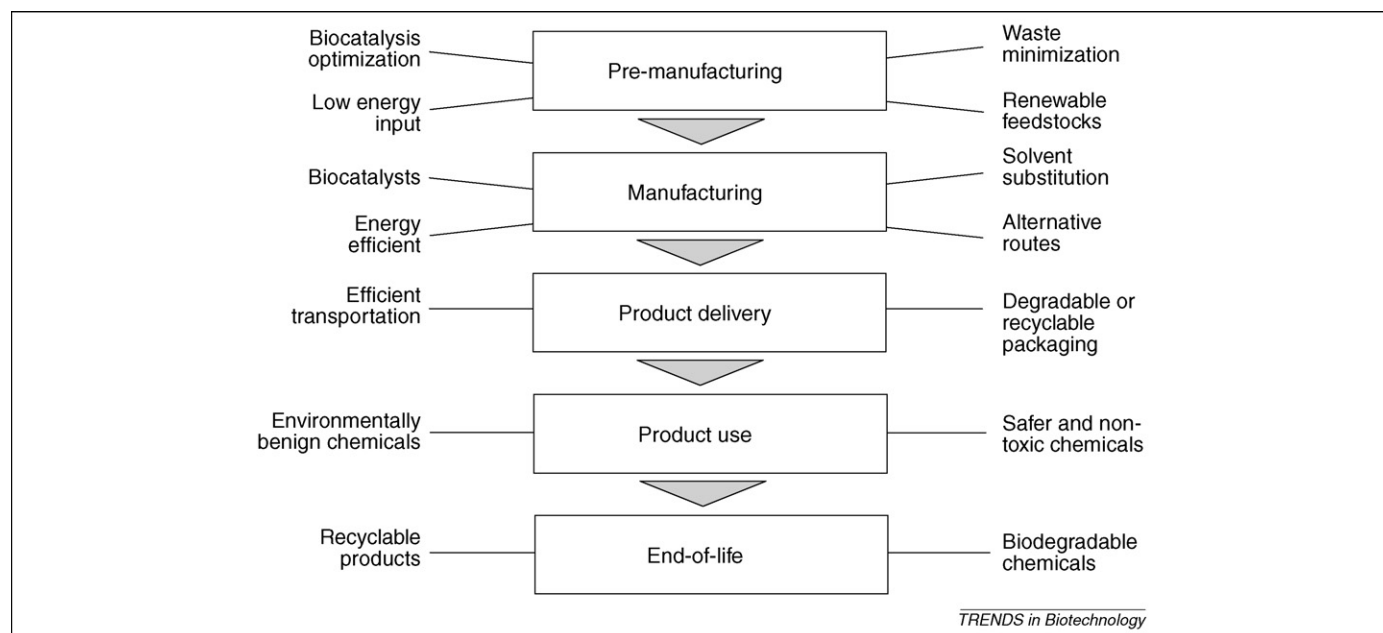 Biocatalysis
optimization
Low energy
input
Pre-manufacturing
Waste
minimization
Renewable
feedstocks
Biocatalysts
Energy
efficient
Manufacturing
Solvent
substitution
Alternative
routes
Efficient
transportation
Product delivery
Degradable or
recyclable
packaging
Environmentally
benign chemicals
Product use
Safer and non-
toxic chemicals
Recyclable
products
End-of-life
Biodegradable
chemicals
TRENDS in Biotechnology